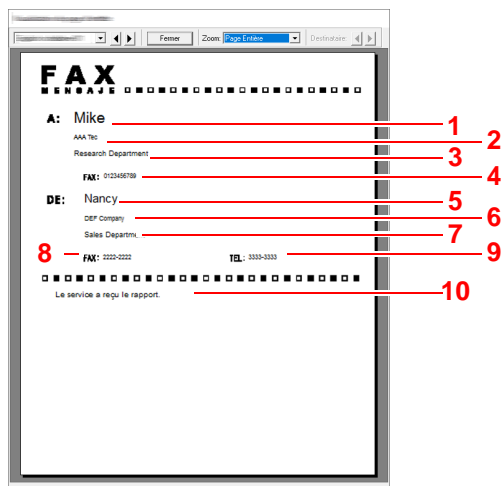 Fermer Zoom: Page Entière Destinataire:
FAX
MENSAJE
A: Mike 1
AAA Tec 2
Research Department 3
FAX: 0123456789 4
DE: Nancy 5
DEF Company 6
Sales Departm 7
8 FAX: 2222-2222 TEL: 3333-3333 9
Le service a reçu le rapport. 10